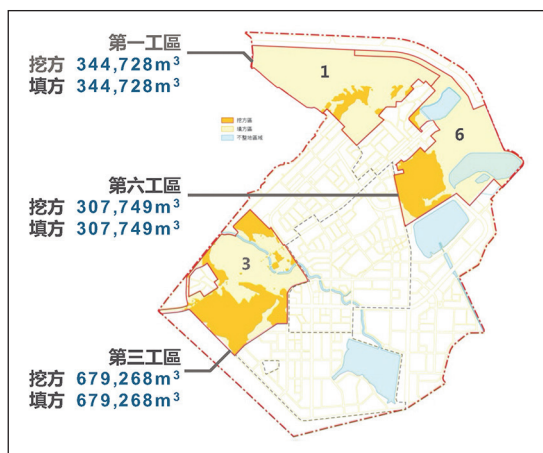 第一工區
挖方 344,728m³
填方 344,728m³
1
挖方區
填方區
不整地區域
6
第六工區
挖方 307,749m³
填方 307,749m³
3
第三工區
挖方 679,268m³
填方 679,268m³